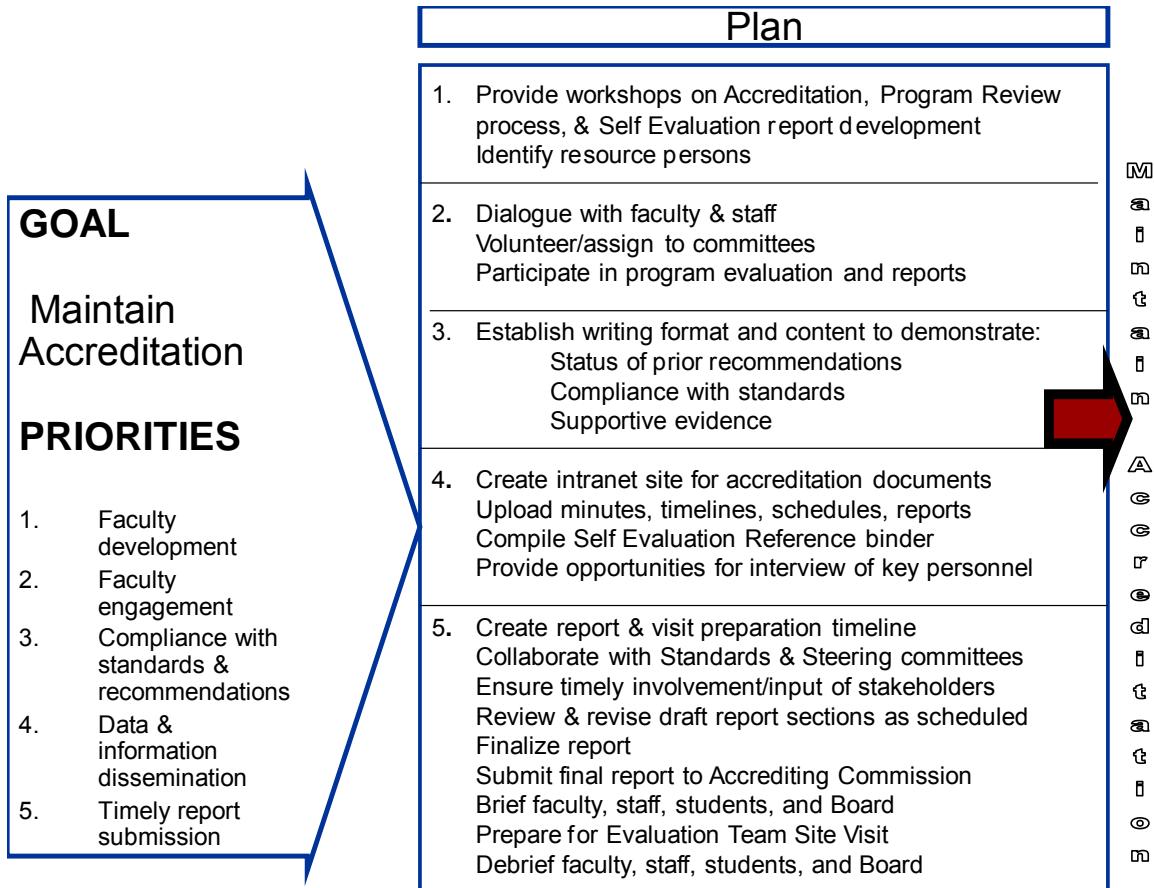 Plan
GOAL
Maintain
Accreditation
PRIORITIES
1. Faculty
development
2. Faculty
engagement
3. Compliance with
standards &
recommendations
4. Data &
information
dissemination
5. Timely report
submission
1. Provide workshops on Accreditation, Program Review
process, & Self Evaluation report development
Identify resource persons
2. Dialogue with faculty & staff
Volunteer/assign to committees
Participate in program evaluation and reports
3. Establish writing format and content to demonstrate:
Status of prior recommendations
Compliance with standards
Supportive evidence
4. Create intranet site for accreditation documents
Upload minutes, timelines, schedules, reports
Compile Self Evaluation Reference binder
Provide opportunities for interview of key personnel
5. Create report & visit preparation timeline
Collaborate with Standards & Steering committees
Ensure timely involvement/input of stakeholders
Review & revise draft report sections as scheduled
Finalize report
Submit final report to Accrediting Commission
Brief faculty, staff, students, and Board
Prepare for Evaluation Team Site Visit
Debrief faculty, staff, students, and Board
Maintain Accreditation